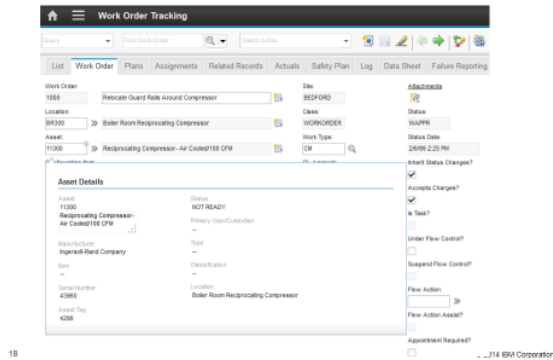 Work Order Tracking
Query Find Work Order Select Action
List Work Order Plans Assignments Related Records Actuals Safety Plan Log Data Sheet Failure Reporting
Work Order: Site: Attachments
1000 Relocate Guard Rails Around Compressor BEDFORD
Location: Class: Status:
BR300 Boiler Room Reciprocating Compressor WORKORDER WAPPR
Asset: Work Type: Status Date:
11300 Reciprocating Compressor- Air Cooled/100 CFM CM 2/6/99 2:25 PM
Inherit Status Changes?
Asset Details
Accepts Charges?
Asset Status
11300 NOT READY
Reciprocating Compressor- Is Task?
Air Cooled/100 CFM Primary User/Custodian
--
Manufacturer Type Under Flow Control?
Ingersoll-Rand Company --
Item Classification Suspend Flow Control?
-- --
Serial Number Location Flow Action:
43960 Boiler Room Reciprocating Compressor
Asset Tag Flow Action Assist?
4286
Appointment Required?
18 14 IBM Corporation